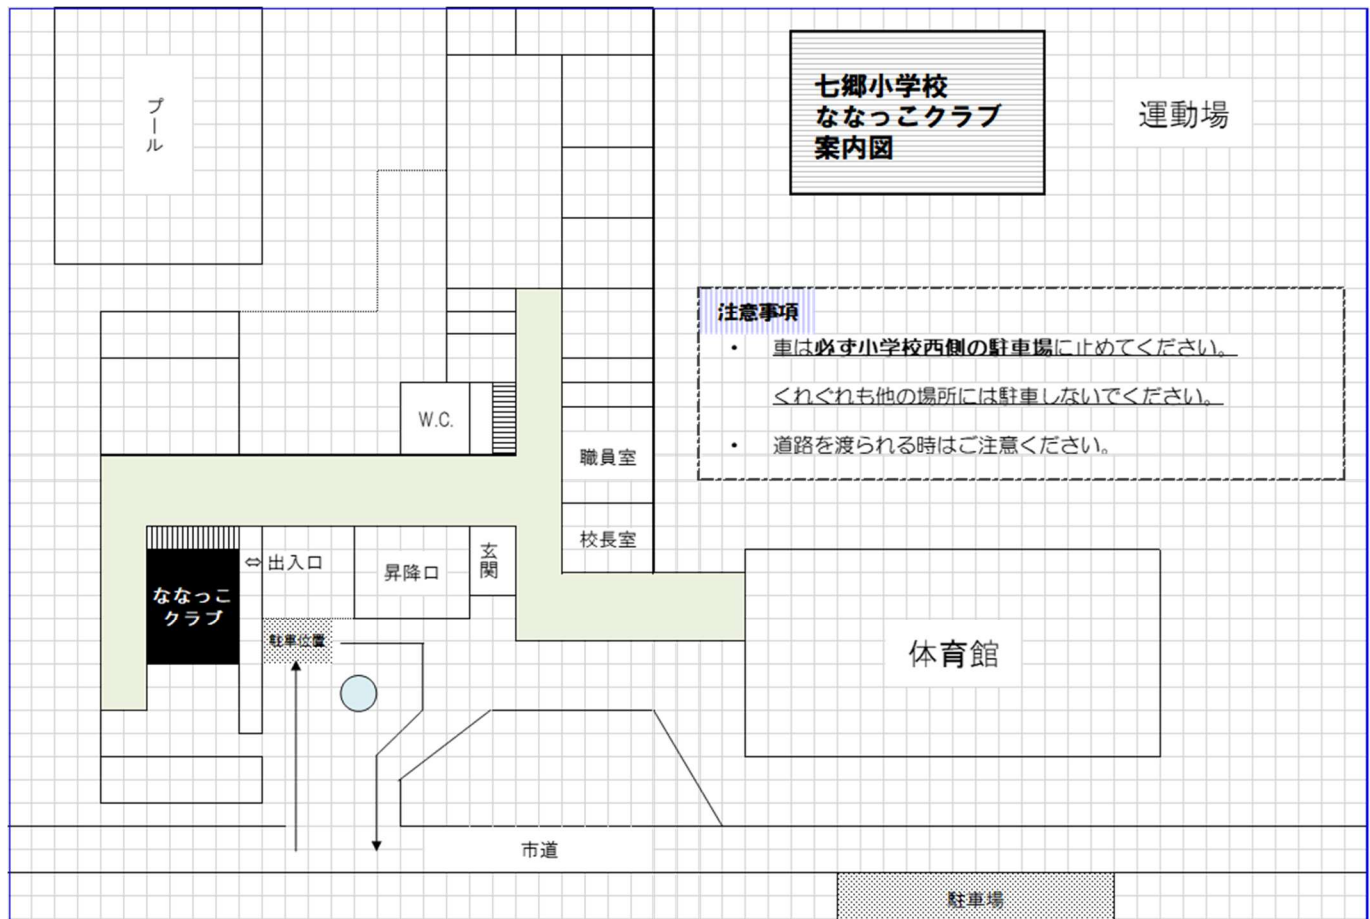 プール
七郷小学校
ななっこクラブ
案内図
運動場
注意事項
・ 車は必ず小学校西側の駐車場に止めてください。
くれぐれも他の場所には駐車しないでください。
・ 道路を渡られる時はご注意ください。
W.C.
職員室
校長室
玄関
昇降口
⇔出入口
ななっこ
クラブ
駐車位置
体育館
市道
駐車場